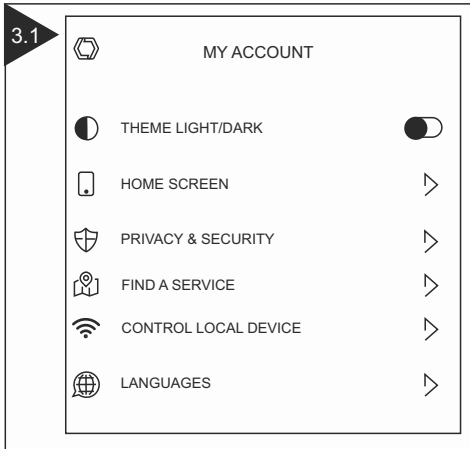 3.1
MY ACCOUNT
THEME LIGHT/DARK
HOME SCREEN
PRIVACY & SECURITY
FIND A SERVICE
CONTROL LOCAL DEVICE
LANGUAGES